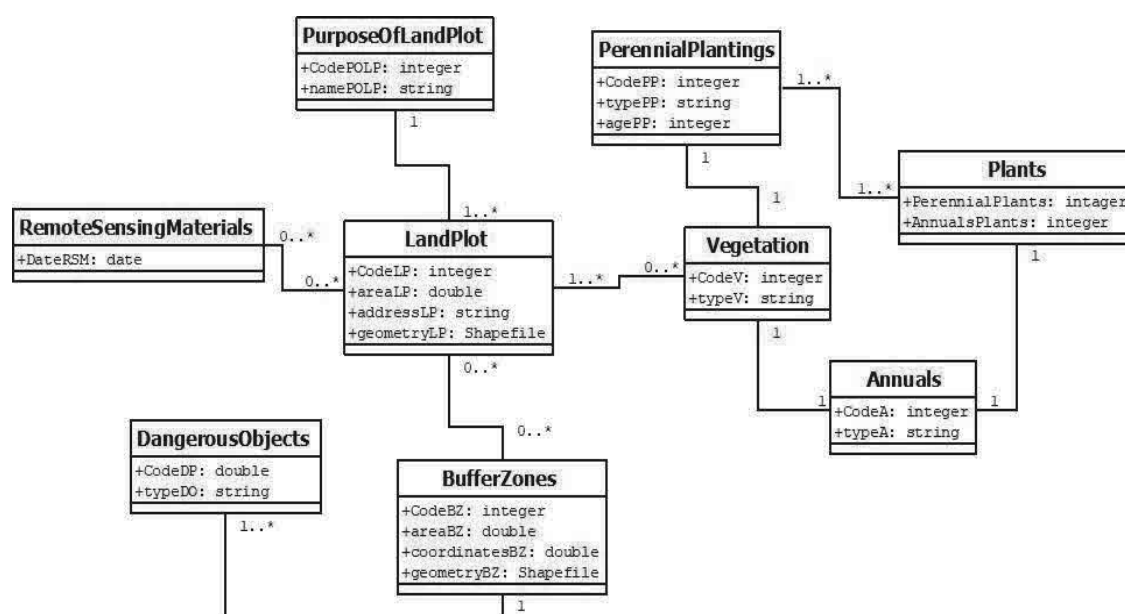 PurposeOfLandPlot
+CodePOLP: integer
+namePOLP: string
1
1..*
PerennialPlantings
+CodePP: integer
+typePP: string
+agePP: integer
1..*
1
1..*
1
Plants
+PerennialPlants: intager
+AnnualsPlants: integer
1
RemoteSensingMaterials
+DateRSM: date
0..*
0..*
LandPlot
+CodeLP: integer
+areaLP: double
+addressLP: string
+geometryLP: Shapefile
1..*
0..*
0..*
Vegetation
+CodeV: integer
+typeV: string
1
1
Annuals
+CodeA: integer
+typeA: string
1
DangerousObjects
+CodeDP: double
+typeDO: string
1..*
0..*
BufferZones
+CodeBZ: integer
+areaBZ: double
+coordinatesBZ: double
+geometryBZ: Shapefile
1